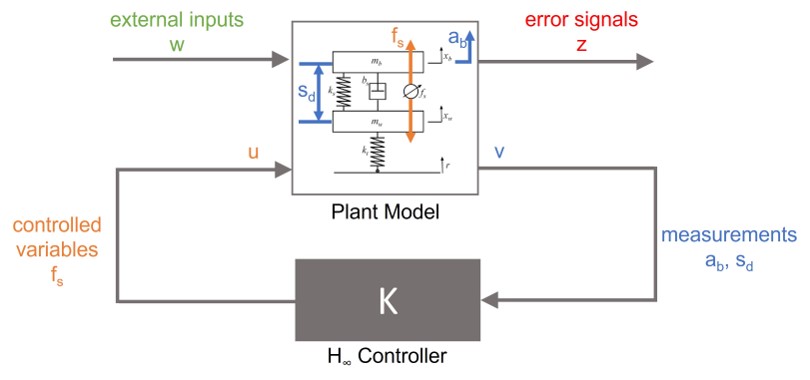 external inputs
w
error signals
z
f_s
a_b
m_b
x_b
s_d
k_s
b_s
f_s
m_w
x_w
k_t
r
u
v
Plant Model
controlled
variables
f_s
measurements
a_b, s_d
K
H_∞ Controller